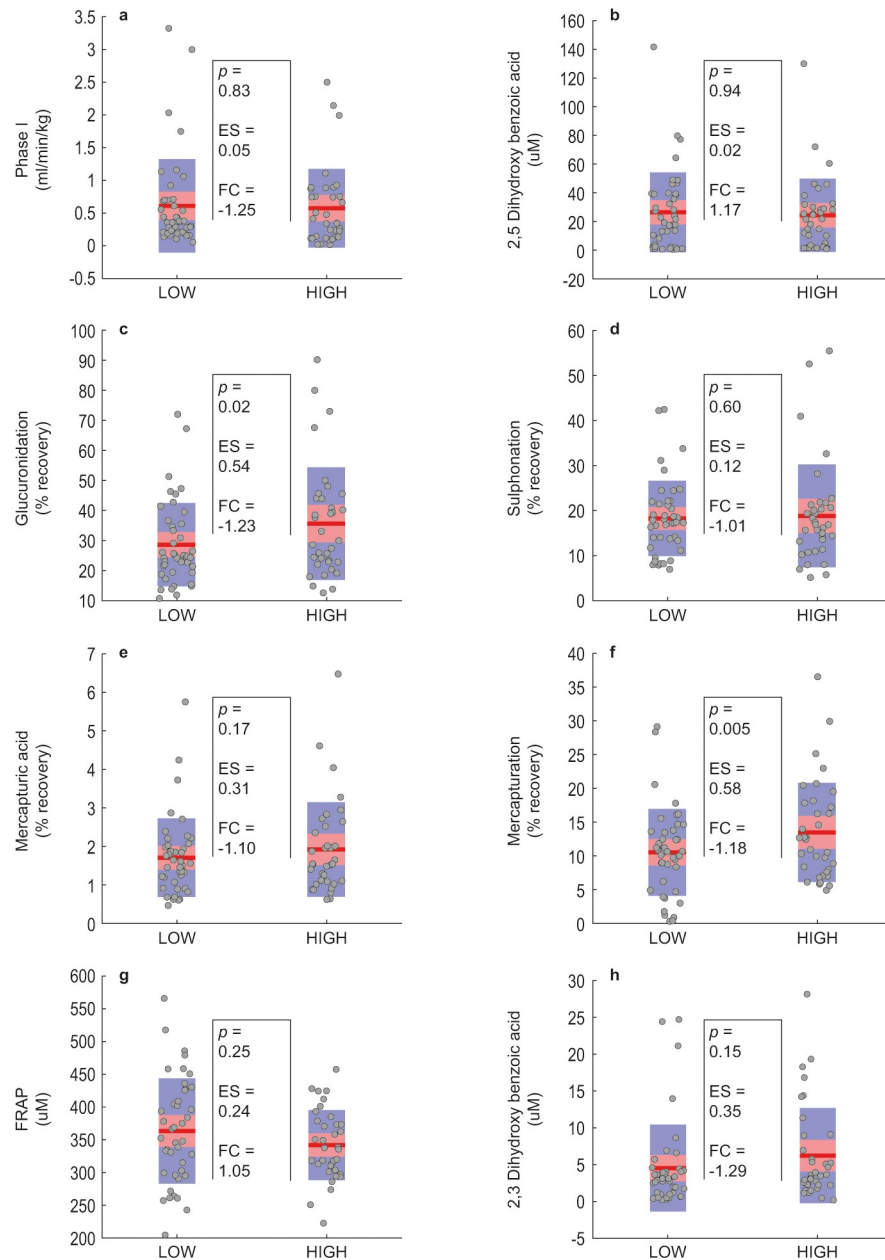 a
Phase I
(ml/min/kg)
3.5
3
2.5
2
1.5
1
0.5
0
-0.5
p =
0.83
ES =
0.05
FC =
-1.25
LOW
HIGH
b
2,5 Dihydroxy benzoic acid
(uM)
160
140
120
100
80
60
40
20
0
-20
p =
0.94
ES =
0.02
FC =
1.17
LOW
HIGH
c
Glucuronidation
(% recovery)
100
90
80
70
60
50
40
30
20
10
p =
0.02
ES =
0.54
FC =
-1.23
LOW
HIGH
d
Sulphonation
(% recovery)
60
50
40
30
20
10
0
p =
0.60
ES =
0.12
FC =
-1.01
LOW
HIGH
e
Mercapturic acid
(% recovery)
7
6
5
4
3
2
1
0
p =
0.17
ES =
0.31
FC =
-1.10
LOW
HIGH
f
Mercapturation
(% recovery)
40
35
30
25
20
15
10
5
0
p =
0.005
ES =
0.58
FC =
-1.18
LOW
HIGH
g
FRAP
(uM)
600
550
500
450
400
350
300
250
200
p =
0.25
ES =
0.24
FC =
1.05
LOW
HIGH
h
2,3 Dihydroxy benzoic acid
(uM)
30
25
20
15
10
5
0
-5
p =
0.15
ES =
0.35
FC =
-1.29
LOW
HIGH